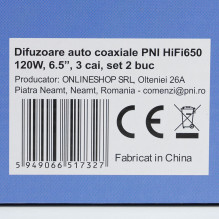 Difuzoare auto coaxiale PNI HiFi650
120W, 6.5", 3 cai, set 2 buc
Producator: ONLINESHOP SRL, Olteniei 26A
Piatra Neamt, Neamt, Romania - comenzi@pni.ro
CE
Fabricat in China
5 949066 517327